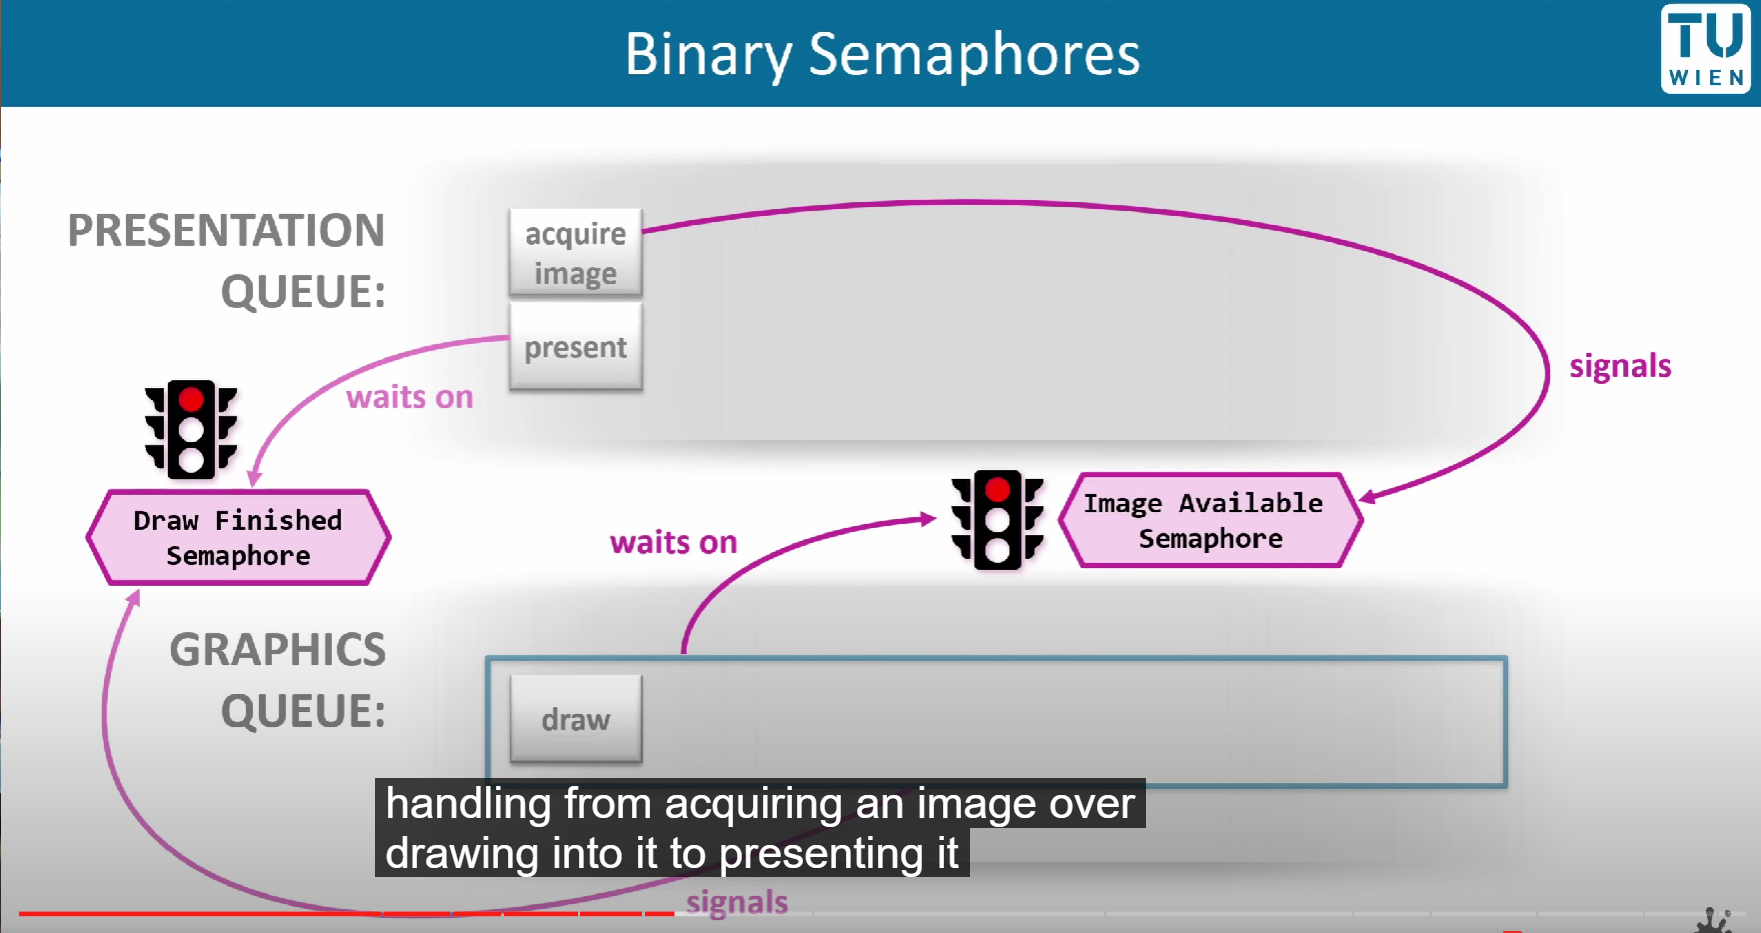 Binary Semaphores
TU
WIEN
PRESENTATION
QUEUE:
acquire
image
present
signals
waits on
Draw Finished
Semaphore
waits on
Image Available
Semaphore
GRAPHICS
QUEUE:
draw
handling from acquiring an image over
drawing into it to presenting it
signals